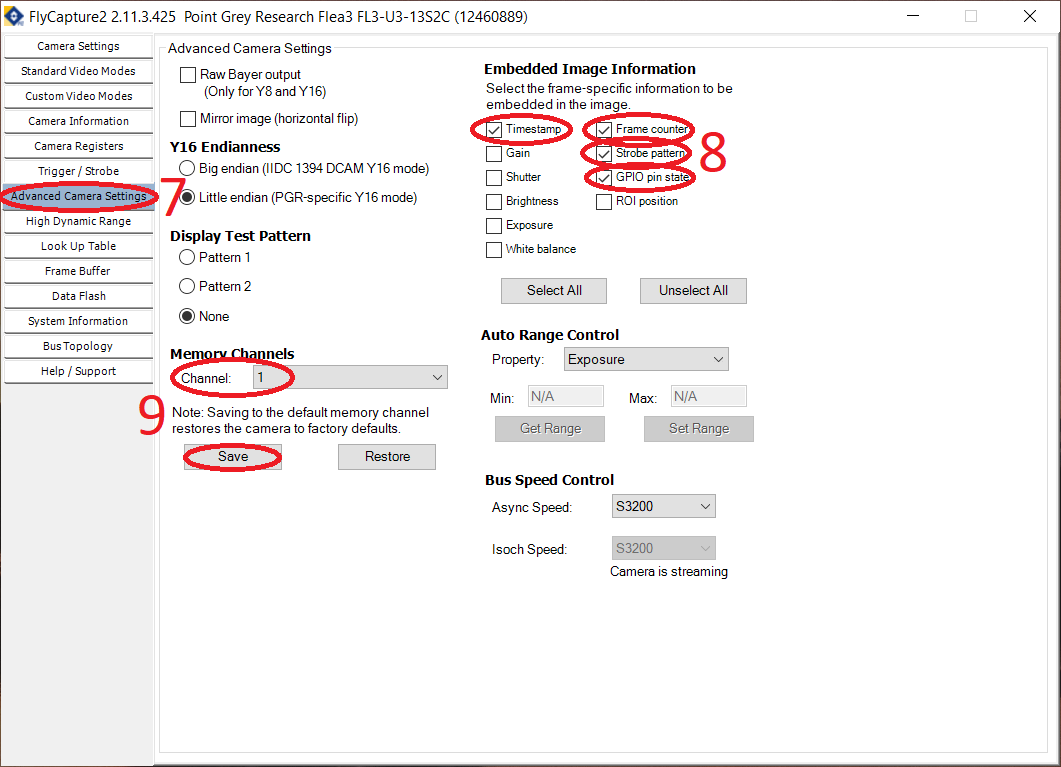 FlyCapture2 2.11.3.425  Point Grey Research Flea3 FL3-U3-13S2C (12460889)
Camera Settings
Standard Video Modes
Custom Video Modes
Camera Information
Camera Registers
Trigger / Strobe
Advanced Camera Settings
High Dynamic Range
Look Up Table
Frame Buffer
Data Flash
System Information
Bus Topology
Help / Support
7
Advanced Camera Settings
Raw Bayer output
(Only for Y8 and Y16)
Mirror image (horizontal flip)
Y16 Endianness
Big endian (IIDC 1394 DCAM Y16 mode)
Little endian (PGR-specific Y16 mode)
Display Test Pattern
Pattern 1
Pattern 2
None
Memory Channels
Channel: 1
9
Note: Saving to the default memory channel
restores the camera to factory defaults.
Save Restore
Embedded Image Information
Select the frame-specific information to be
embedded in the image.
Timestamp Frame counter
Gain Strobe pattern
8
Shutter GPIO pin state
Brightness ROI position
Exposure
White balance
Select All Unselect All
Auto Range Control
Property: Exposure
Min: N/A Max: N/A
Get Range Set Range
Bus Speed Control
Async Speed: S3200
Isoch Speed: S3200
Camera is streaming